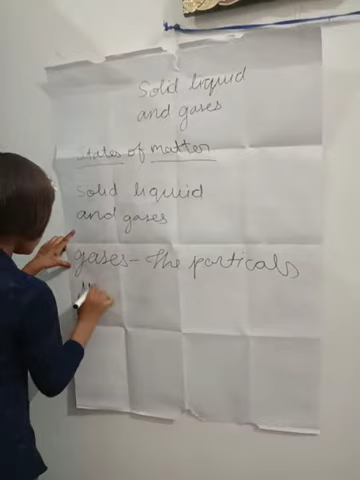 Solid liquid
and gases
States of matter
Solid liquid
and gases
gases - The particals